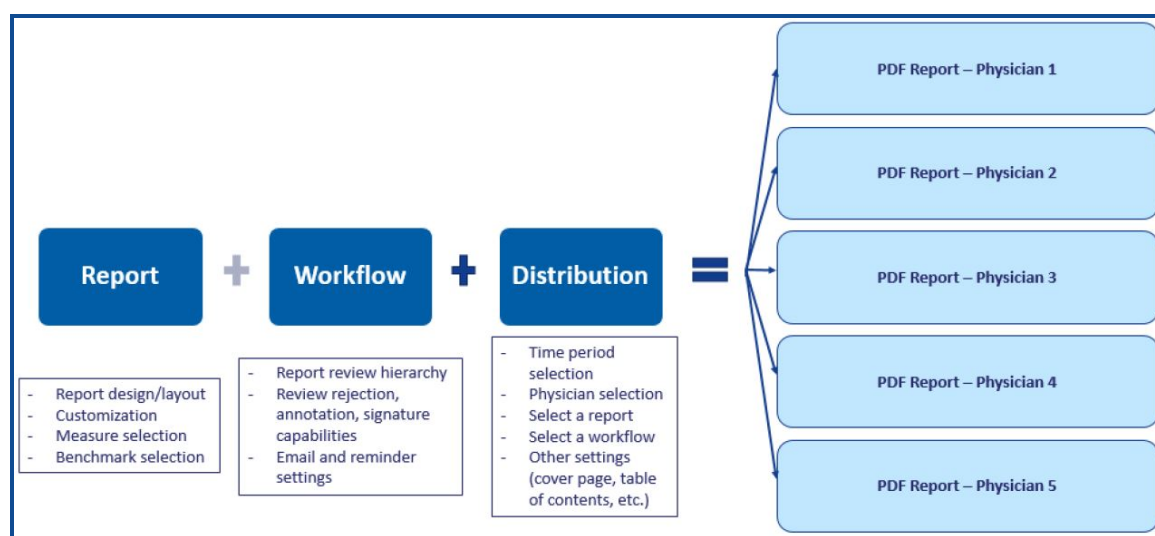 Report
+
Workflow
+
Distribution
=
- Report design/layout
- Customization
- Measure selection
- Benchmark selection
- Report review hierarchy
- Review rejection,
annotation, signature
capabilities
- Email and reminder
settings
- Time period
selection
- Physician selection
- Select a report
- Select a workflow
- Other settings
(cover page, table
of contents, etc.)
PDF Report – Physician 1
PDF Report – Physician 2
PDF Report – Physician 3
PDF Report – Physician 4
PDF Report – Physician 5